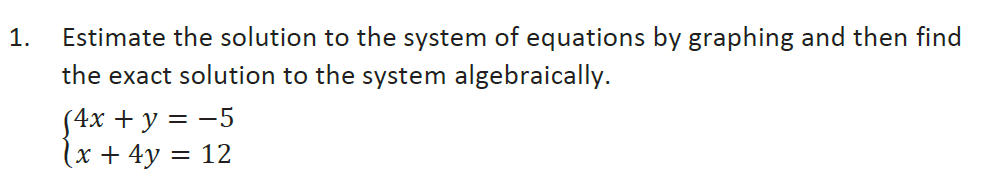 1. Estimate the solution to the system of equations by graphing and then find
the exact solution to the system algebraically.
4x + y = −5
x + 4y = 12